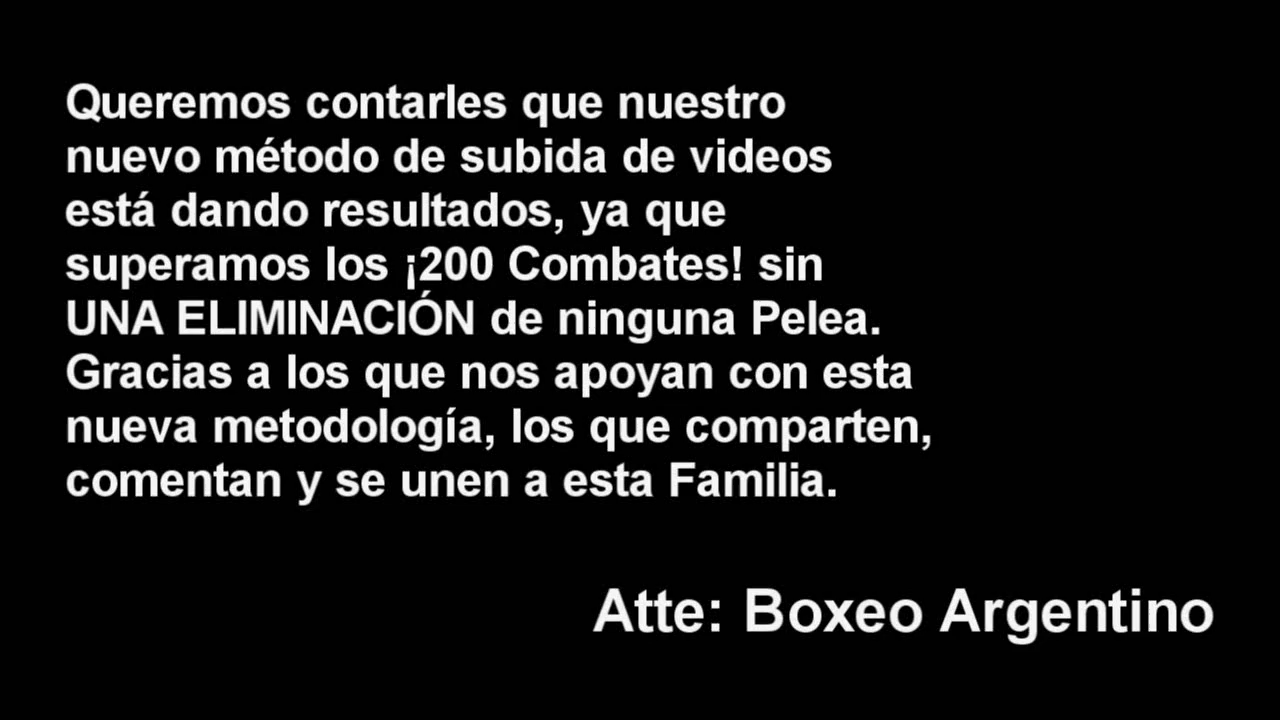 Queremos contarles que nuestro
nuevo método de subida de videos
está dando resultados, ya que
superamos los ¡200 Combates! sin
UNA ELIMINACIÓN de ninguna Pelea.
Gracias a los que nos apoyan con esta
nueva metodología, los que comparten,
comentan y se unen a esta Familia.
Atte: Boxeo Argentino